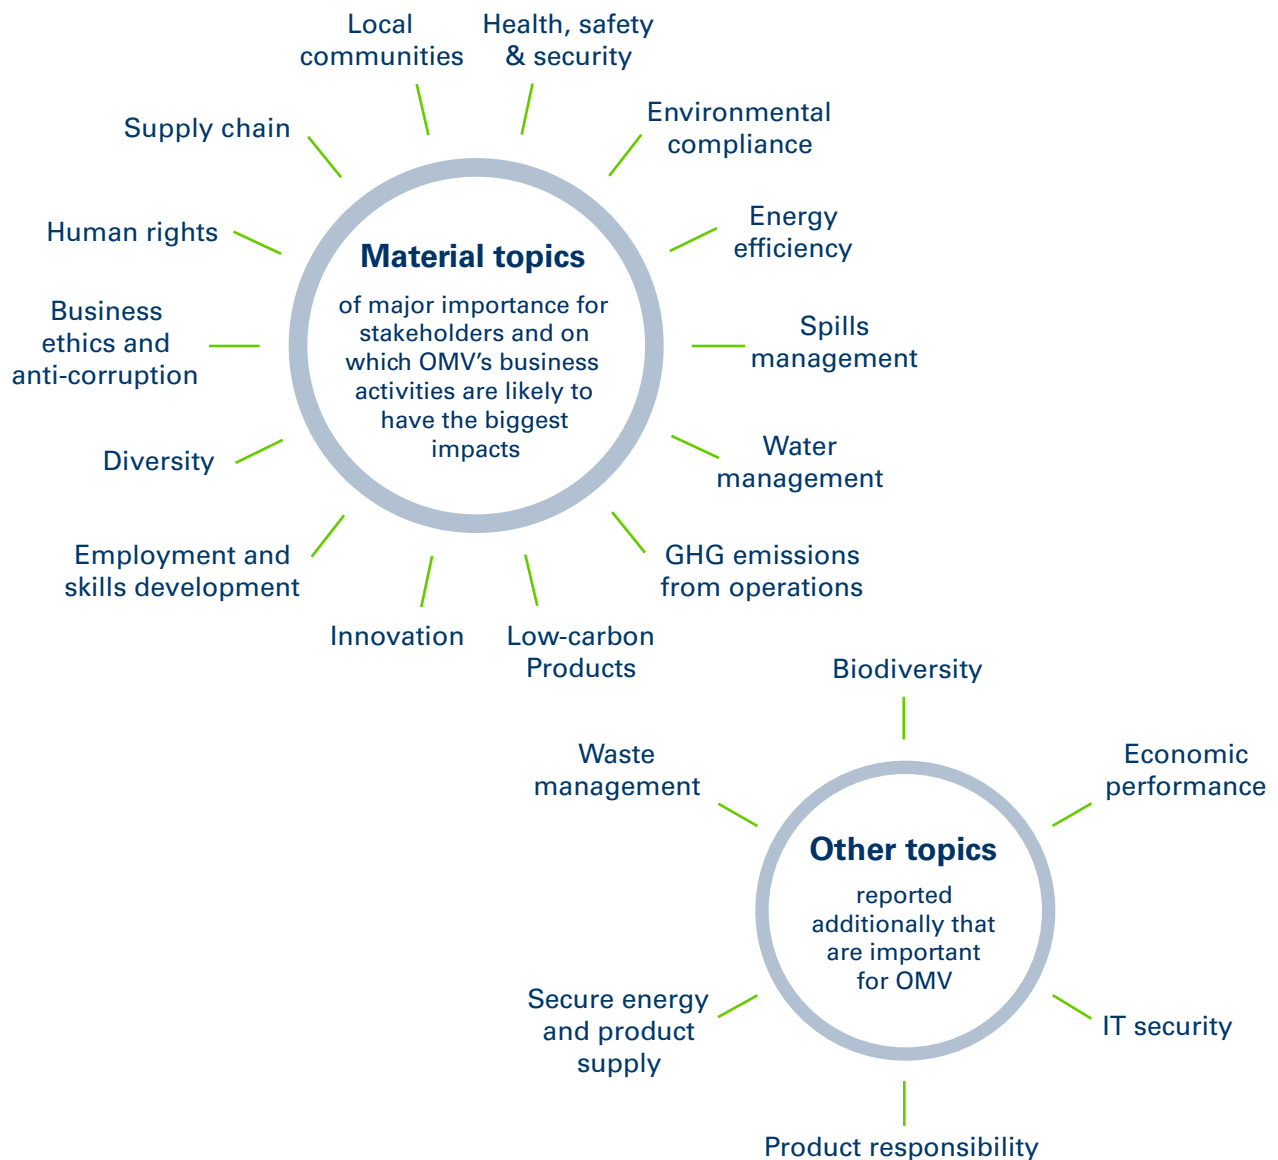 Local
communities
Health, safety
& security
Environmental
compliance
Supply chain
Energy
efficiency
Human rights
Material topics
of major importance for
stakeholders and on
which OMV's business
activities are likely to
have the biggest
impacts
Business
ethics and
anti-corruption
Spills
management
Diversity
Water
management
Employment and
skills development
GHG emissions
from operations
Innovation
Low-carbon
Products
Biodiversity
Waste
management
Economic
performance
Other topics
reported
additionally that
are important
for OMV
Secure energy
and product
supply
IT security
Product responsibility